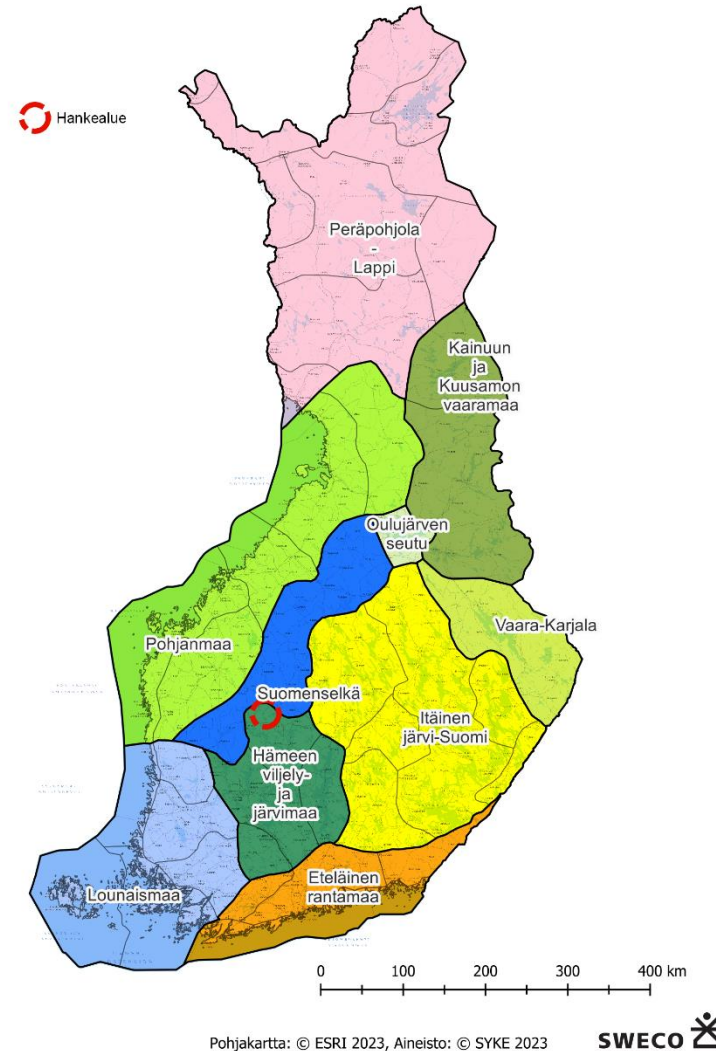 Hankealue
Peräpohjola
-
Lappi
Kainuun
ja
Kuusamon
vaaramaa
Oulujärven
seutu
Vaara-Karjala
Pohjanmaa
Suomenselkä
Itäinen
järvi-Suomi
Hämeen
viljely-
ja
järvimaa
Lounaismaa
Eteläinen
rantamaa
0 100 200 300 400 km
Pohjakartta: © ESRI 2023, Aineisto: © SYKE 2023
SWECO